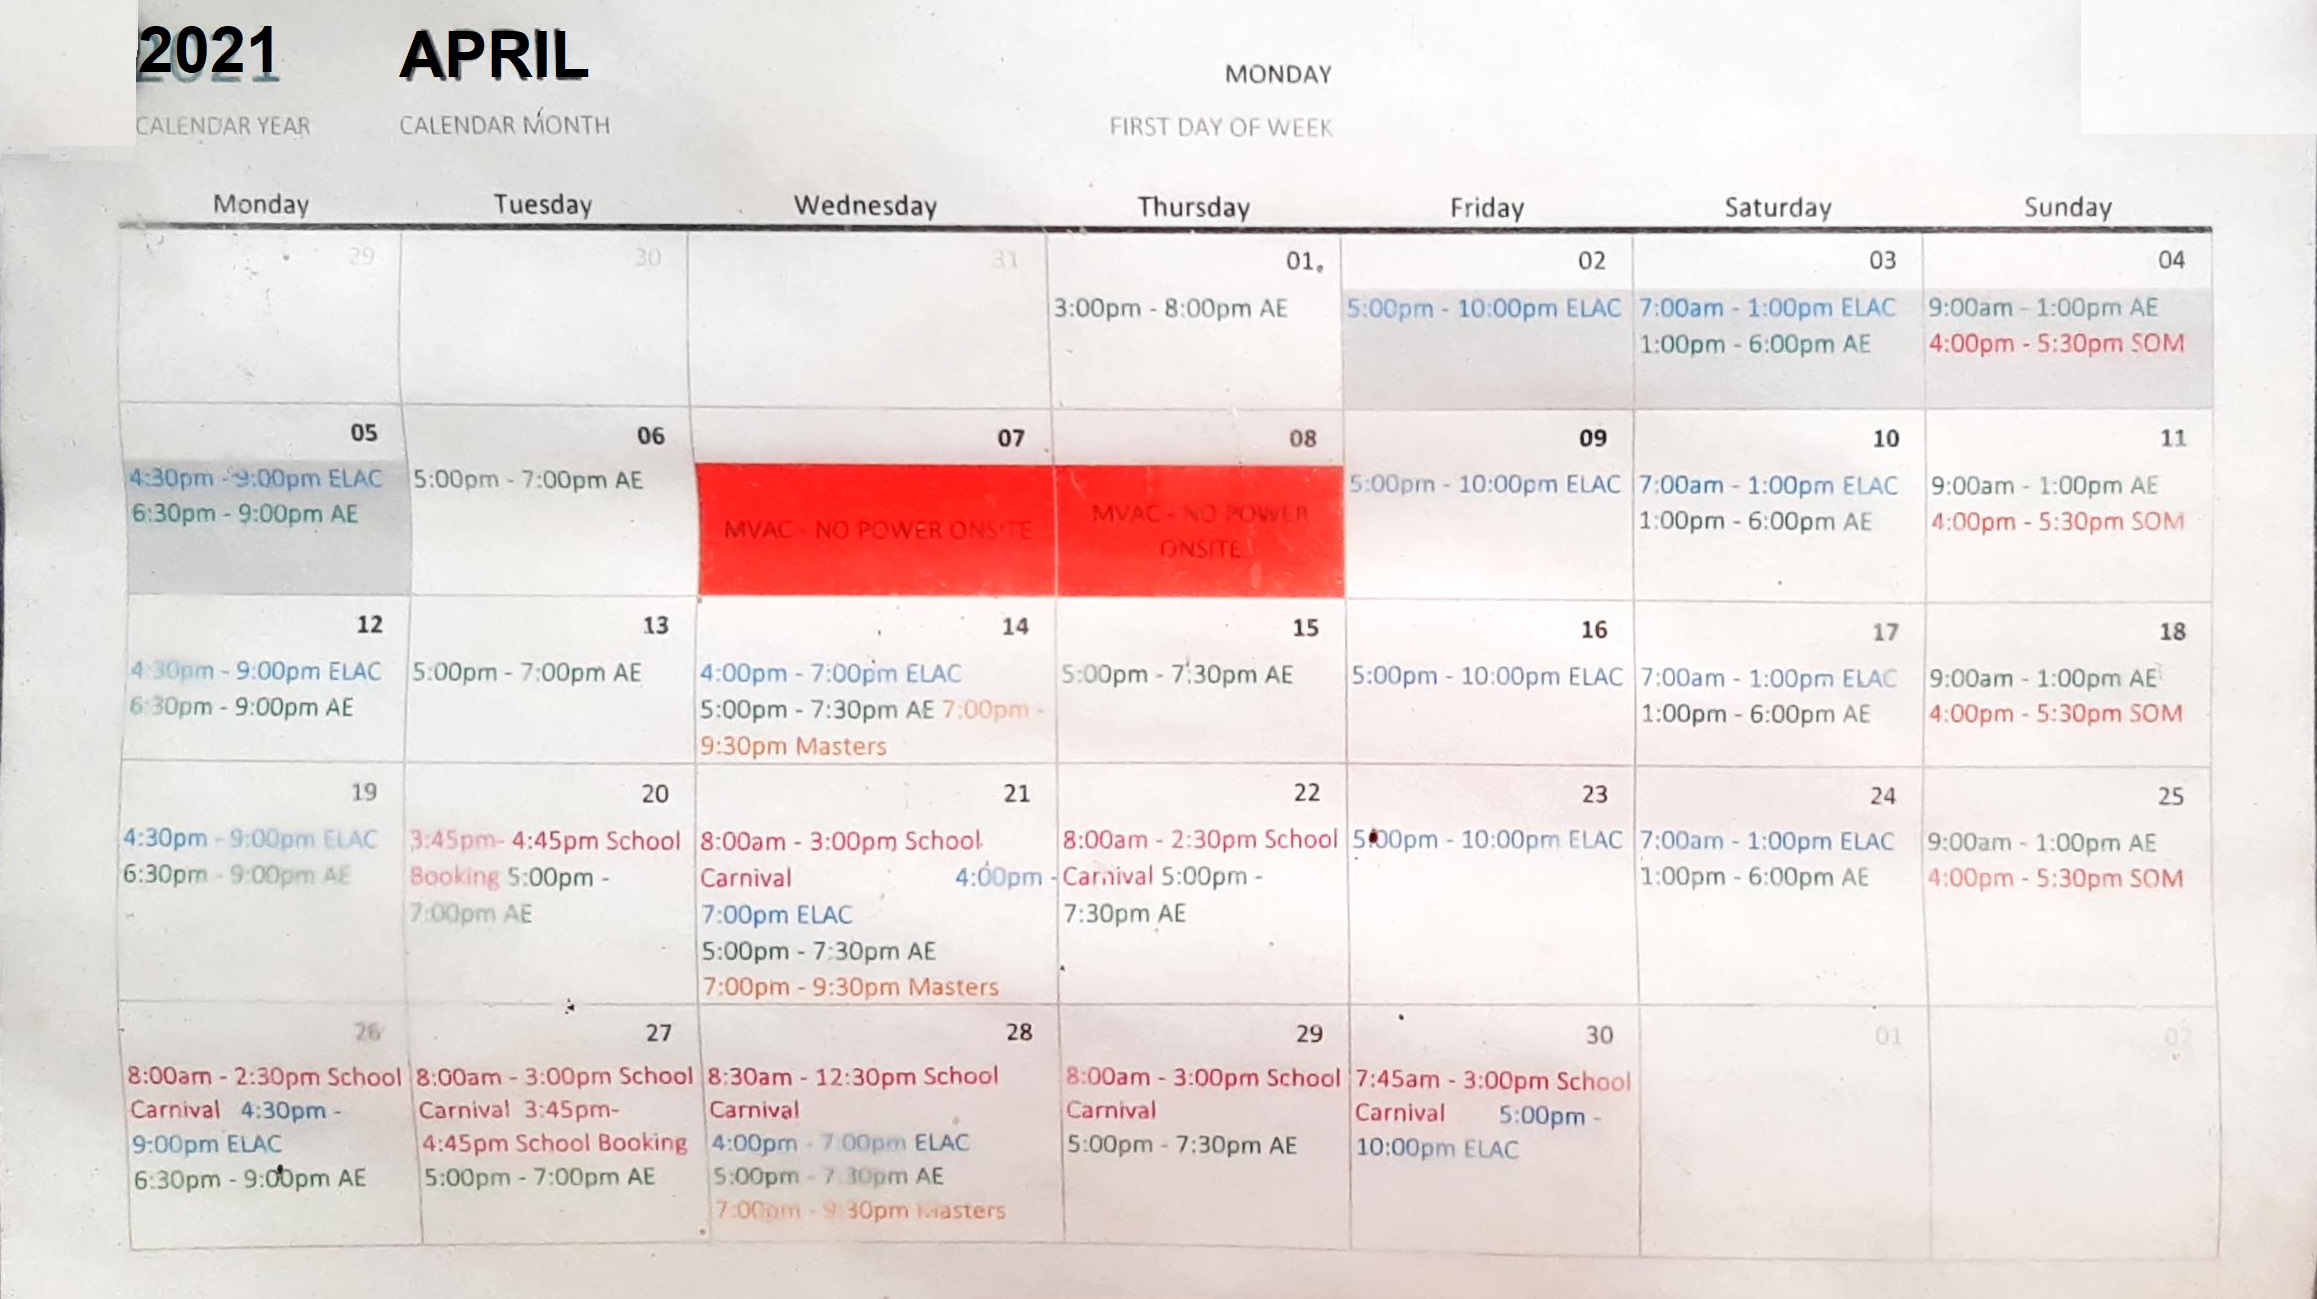 2021 APRIL
MONDAY
CALENDAR YEAR CALENDAR MONTH FIRST DAY OF WEEK
Monday Tuesday Wednesday Thursday Friday Saturday Sunday
29 30 31 01 02 03 04
3:00pm - 8:00pm AE
5:00pm - 10:00pm ELAC
7:00am - 1:00pm ELAC
1:00pm - 6:00pm AE
9:00am - 1:00pm AE
4:00pm - 5:30pm SOM
05 06 07 08 09 10 11
4:30pm - 9:00pm ELAC
6:30pm - 9:00pm AE
5:00pm - 7:00pm AE
MVAC - NO POWER ONSITE
MVAC - NO POWER
ONSITE
5:00pm - 10:00pm ELAC
7:00am - 1:00pm ELAC
1:00pm - 6:00pm AE
9:00am - 1:00pm AE
4:00pm - 5:30pm SOM
12 13 14 15 16 17 18
4:30pm - 9:00pm ELAC
6:30pm - 9:00pm AE
5:00pm - 7:00pm AE
4:00pm - 7:00pm ELAC
5:00pm - 7:30pm AE 7:00pm -
9:30pm Masters
5:00pm - 7:30pm AE
5:00pm - 10:00pm ELAC
7:00am - 1:00pm ELAC
1:00pm - 6:00pm AE
9:00am - 1:00pm AE
4:00pm - 5:30pm SOM
19 20 21 22 23 24 25
4:30pm - 9:00pm ELAC
6:30pm - 9:00pm AE
3:45pm- 4:45pm School
Booking 5:00pm -
7:00pm AE
8:00am - 3:00pm School
Carnival 4:00pm -
7:00pm ELAC
5:00pm - 7:30pm AE
7:00pm - 9:30pm Masters
8:00am - 2:30pm School
Carnival 5:00pm -
7:30pm AE
5:00pm - 10:00pm ELAC
7:00am - 1:00pm ELAC
1:00pm - 6:00pm AE
9:00am - 1:00pm AE
4:00pm - 5:30pm SOM
26 27 28 29 30 01 02
8:00am - 2:30pm School
Carnival 4:30pm -
9:00pm ELAC
6:30pm - 9:00pm AE
8:00am - 3:00pm School
Carnival 3:45pm-
4:45pm School Booking
5:00pm - 7:00pm AE
8:30am - 12:30pm School
Carnival
4:00pm - 7:00pm ELAC
5:00pm - 7:30pm AE
7:00pm - 9:30pm Masters
8:00am - 3:00pm School
Carnival
5:00pm - 7:30pm AE
7:45am - 3:00pm School
Carnival 5:00pm -
10:00pm ELAC